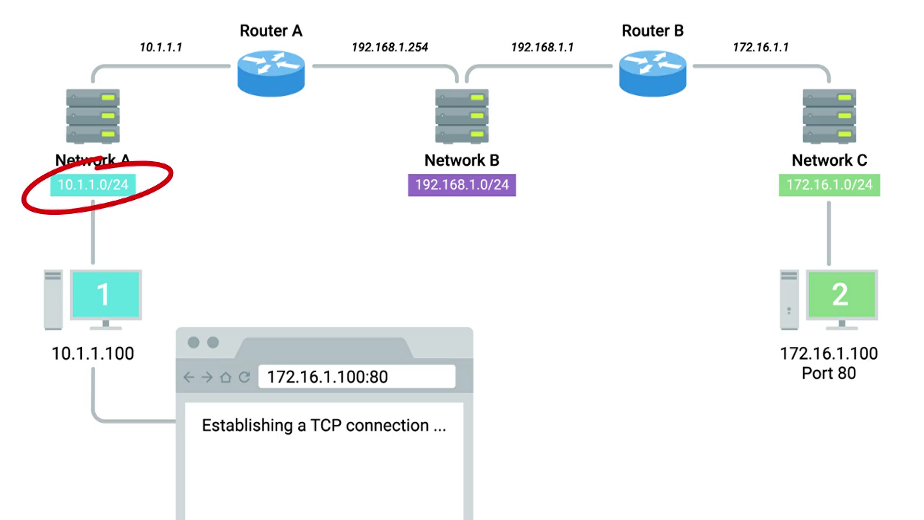 Router A
Router B
10.1.1.1
192.168.1.254
192.168.1.1
172.16.1.1
Network A
Network B
Network C
10.1.1.0/24
192.168.1.0/24
172.16.1.0/24
1
2
10.1.1.100
172.16.1.100
Port 80
172.16.1.100:80
Establishing a TCP connection ...